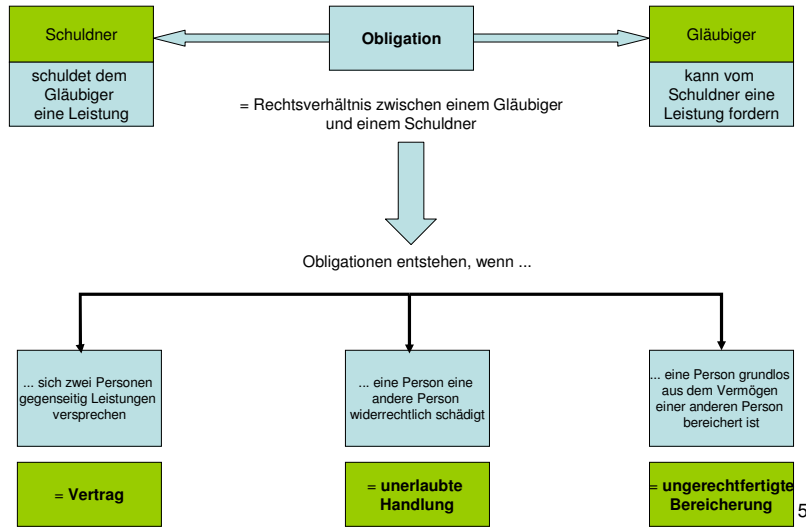 Schuldner
Obligation
Gläubiger
schuldet dem
Gläubiger
eine Leistung
kann vom
Schuldner eine
Leistung fordern
= Rechtsverhältnis zwischen einem Gläubiger
und einem Schuldner
Obligationen entstehen, wenn ...
... sich zwei Personen
gegenseitig Leistungen
versprechen
... eine Person eine
andere Person
widerrechtlich schädigt
... eine Person grundlos
aus dem Vermögen
einer anderen Person
bereichert ist
= Vertrag
= unerlaubte
Handlung
= ungerechtfertigte
Bereicherung
5